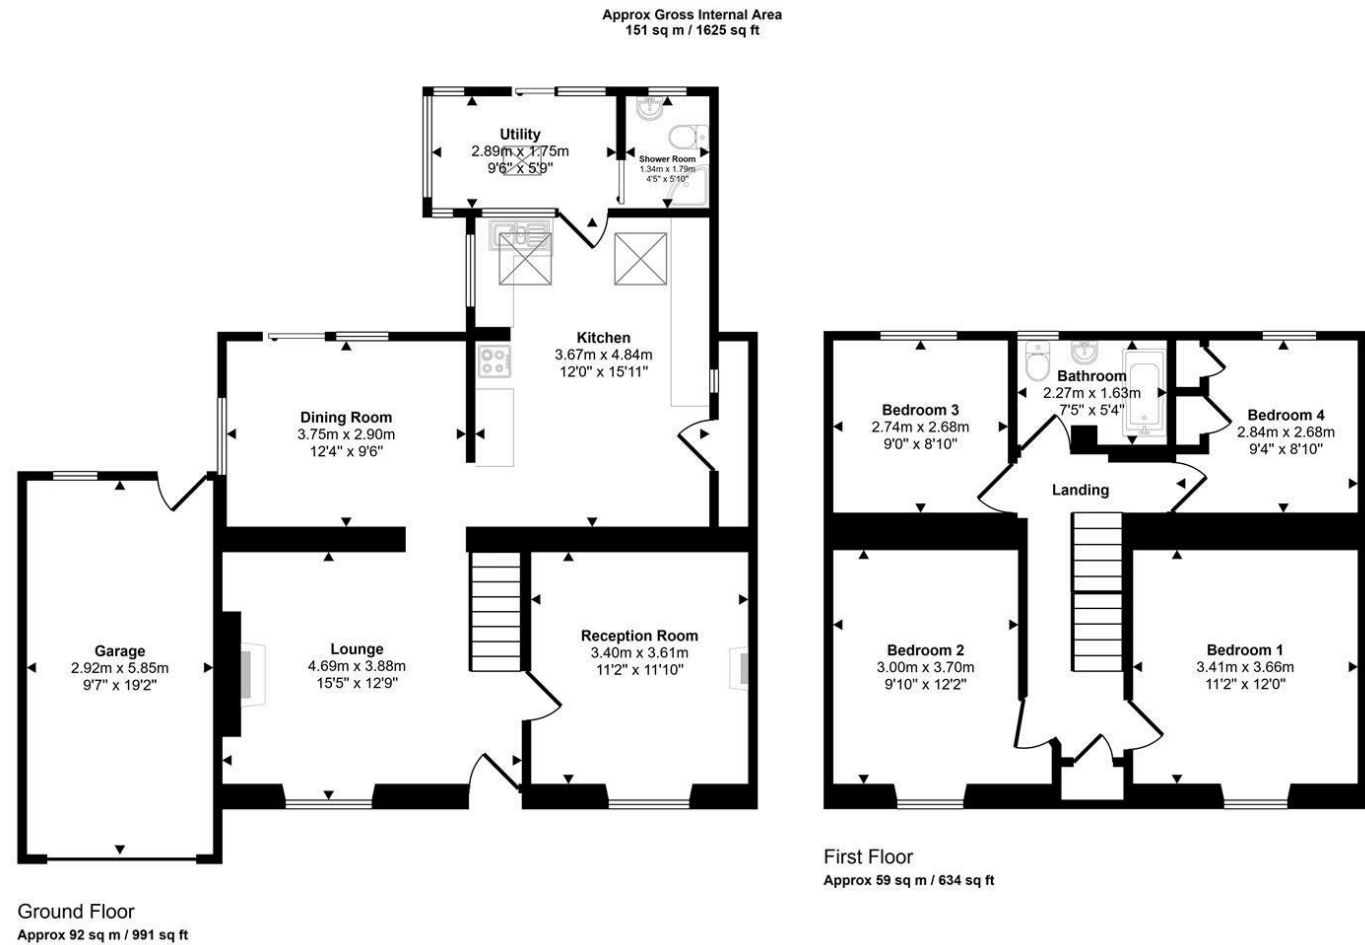 Approx Gross Internal Area
151 sq m / 1625 sq ft
Utility
2.89m x 1.75m
9'6" x 5'9"
Shower Room
1.34m x 1.79m
4'5" x 5'10"
Kitchen
3.67m x 4.84m
12'0" x 15'11"
Dining Room
3.75m x 2.90m
12'4" x 9'6"
Garage
2.92m x 5.85m
9'7" x 19'2"
Lounge
4.69m x 3.88m
15'5" x 12'9"
Reception Room
3.40m x 3.61m
11'2" x 11'10"
Ground Floor
Approx 92 sq m / 991 sq ft
Bedroom 3
2.74m x 2.68m
9'0" x 8'10"
Bathroom
2.27m x 1.63m
7'5" x 5'4"
Bedroom 4
2.84m x 2.68m
9'4" x 8'10"
Landing
Bedroom 2
3.00m x 3.70m
9'10" x 12'2"
Bedroom 1
3.41m x 3.66m
11'2" x 12'0"
First Floor
Approx 59 sq m / 634 sq ft